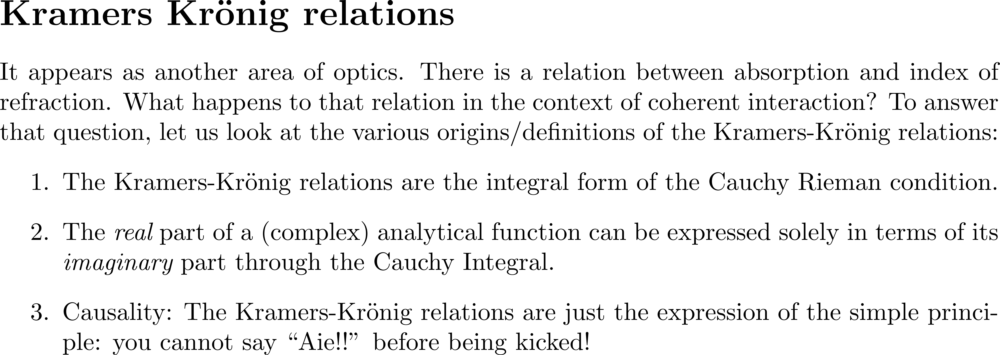 Kramers Krönig relations
It appears as another area of optics. There is a relation between absorption and index of
refraction. What happens to that relation in the context of coherent interaction? To answer
that question, let us look at the various origins/definitions of the Kramers-Krönig relations:
1. The Kramers-Krönig relations are the integral form of the Cauchy Rieman condition.
2. The real part of a (complex) analytical function can be expressed solely in terms of its
imaginary part through the Cauchy Integral.
3. Causality: The Kramers-Krönig relations are just the expression of the simple princi-
ple: you cannot say “Aie!!” before being kicked!